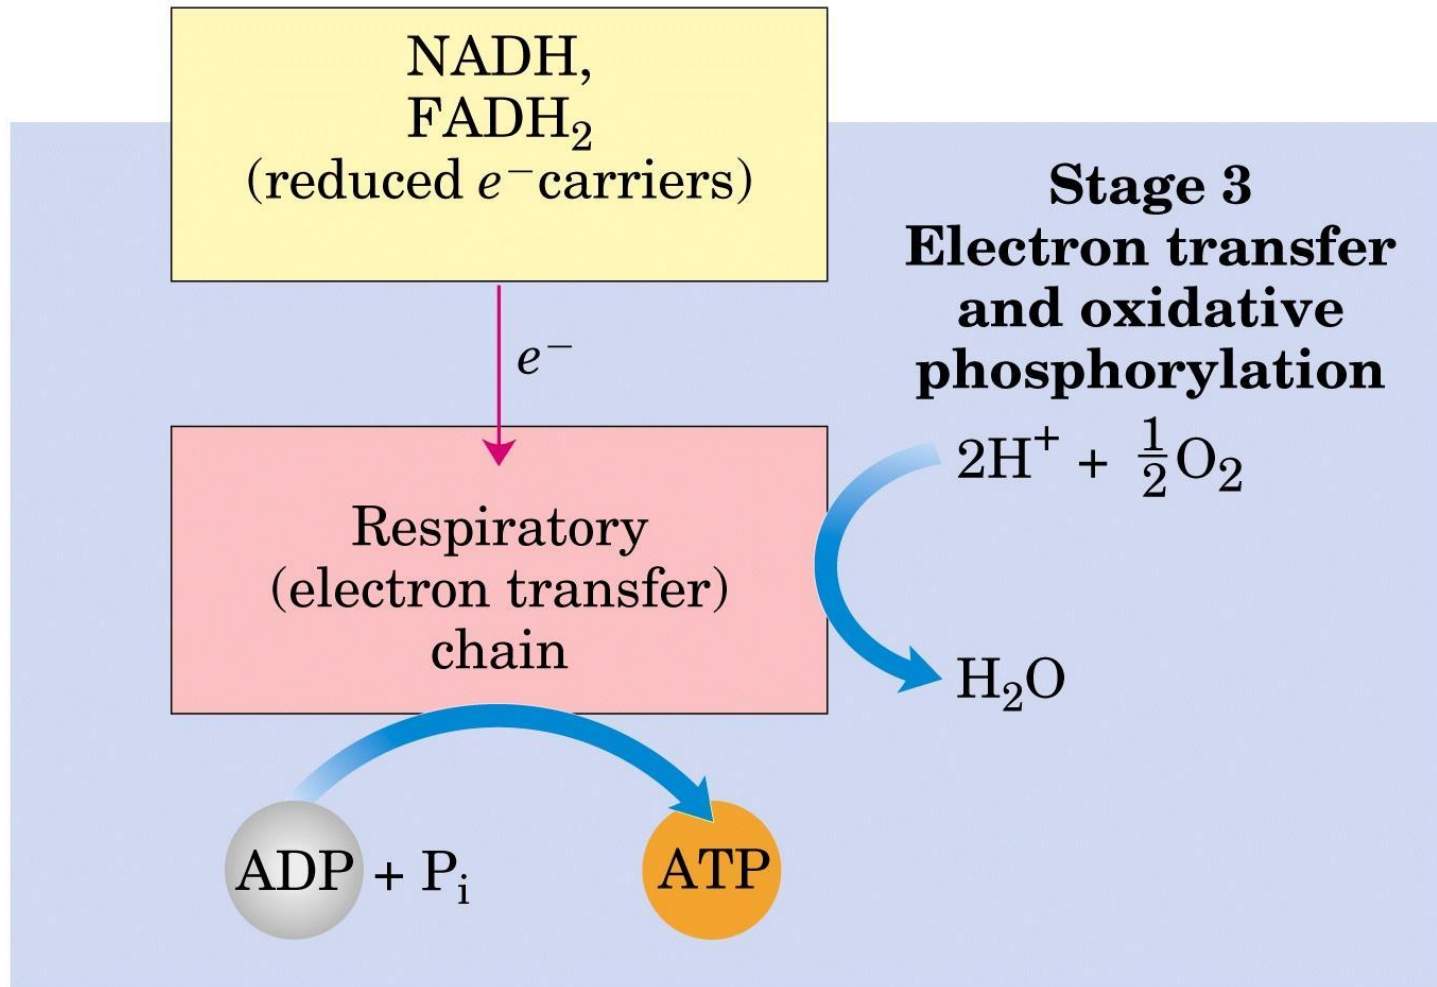 NADH,
FADH₂
(reduced e⁻ carriers)
Stage 3
Electron transfer
and oxidative
phosphorylation
e⁻
2H⁺ + ½O₂
Respiratory
(electron transfer)
chain
H₂O
ADP + Pᵢ
ATP